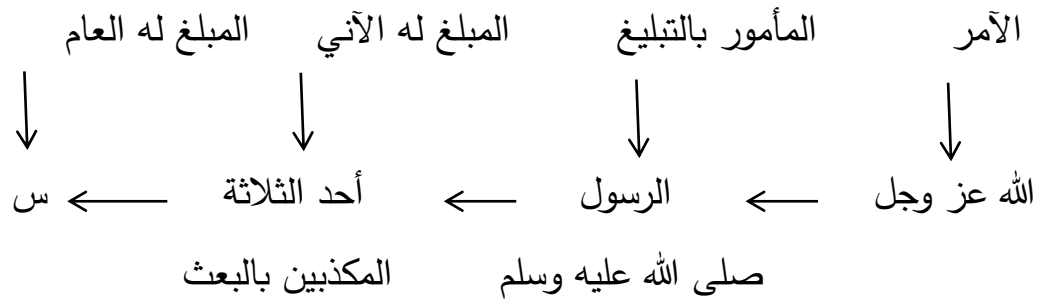 الآمر المأمور بالتبليغ المبلغ له الآني المبلغ له العام
الله عز وجل الرسول أحد الثلاثة س
صلى الله عليه وسلم المكذبين بالبعث